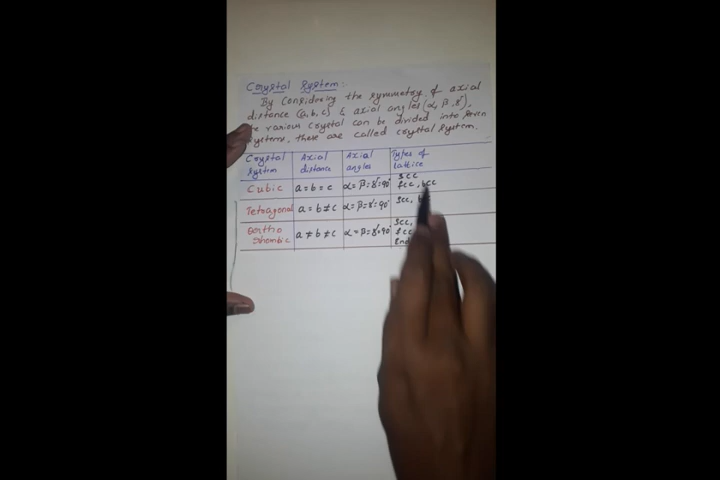 Crystal System:-
By Considering the symmetry of axial
distance (a, b, c) & axial angles (α, β, γ),
various crystal can be divided into seven
systems, these are called crystal system.
Crystal system Axial distance Axial angles Types of lattice
Cubic a = b = c α = β = γ = 90° SCC FCC, bCC
Tetragonal a = b ≠ c α = β = γ = 90° SCC,
Ortho rhombic a ≠ b ≠ c α = β = γ = 90° SCC, FCC End